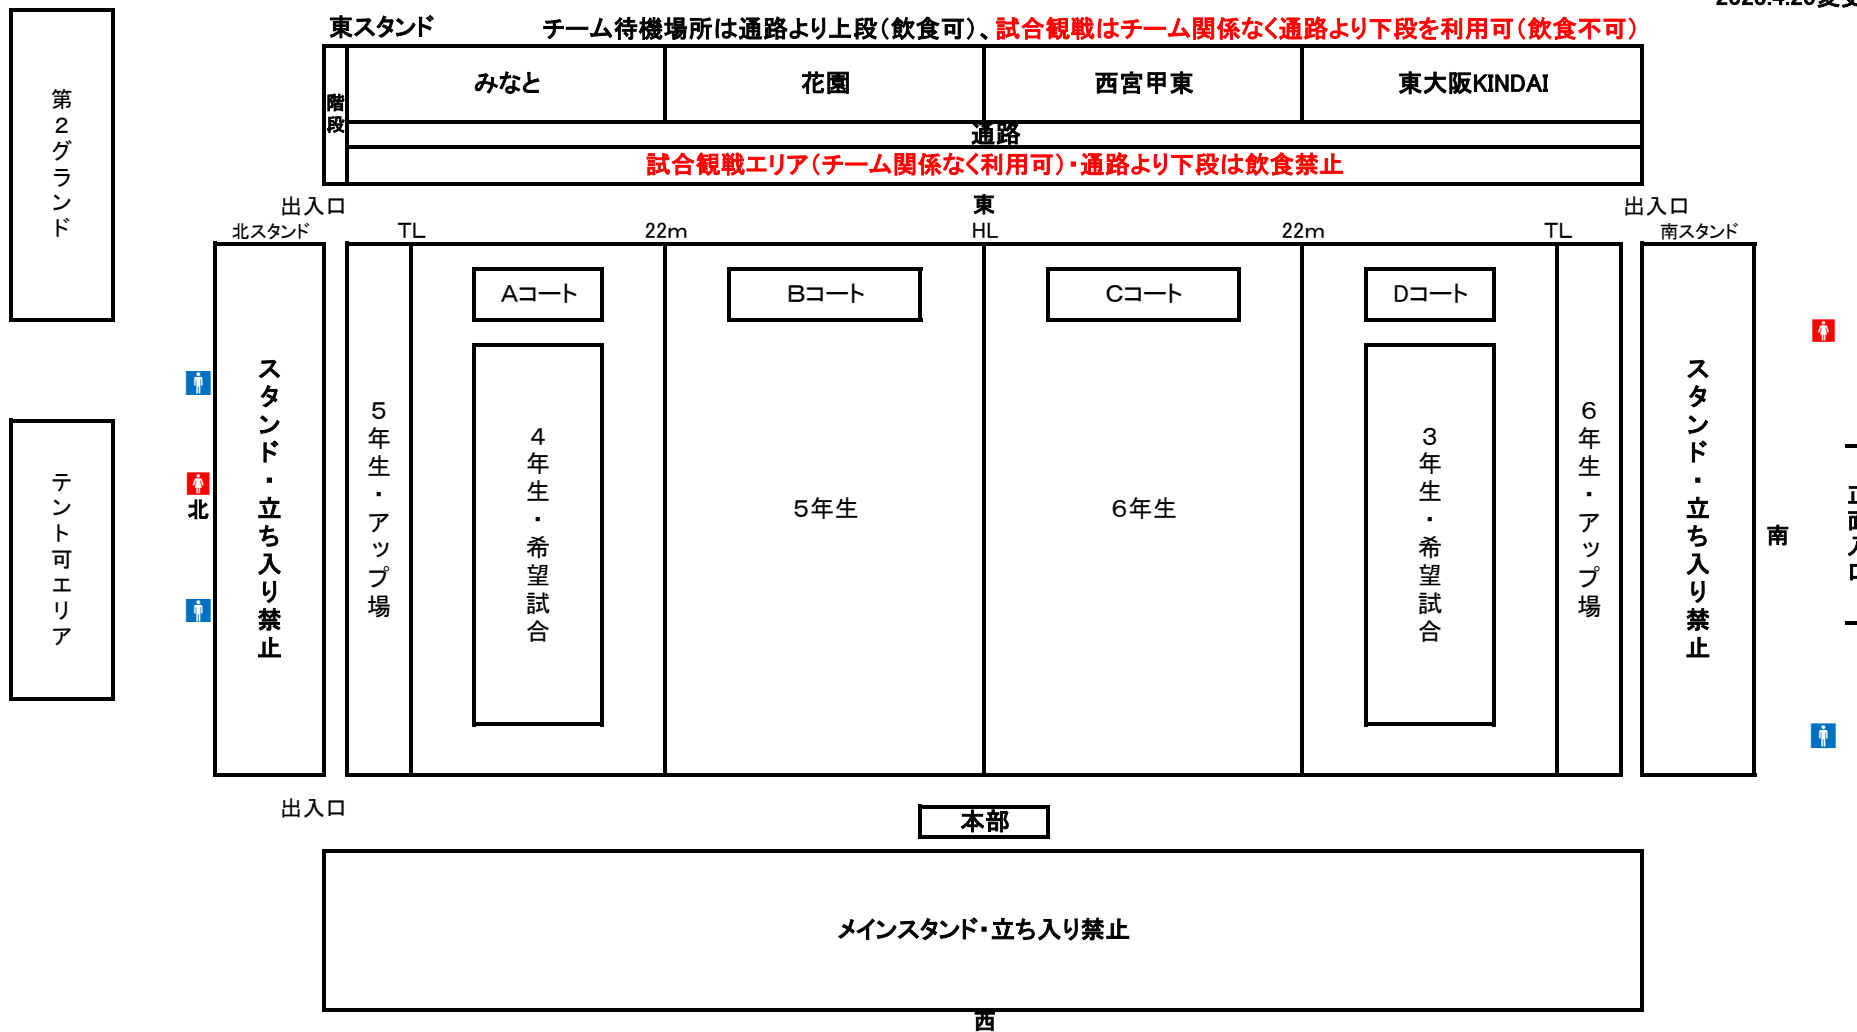 東スタンド チーム待機場所は通路より上段（飲食可）、試合観戦はチーム関係なく通路より下段を利用可（飲食不可）
第２グランド
階段
みなと
花園
西宮甲東
東大阪KINDAI
通路
試合観戦エリア（チーム関係なく利用可）・通路より下段は飲食禁止
出入口
東
出入口
北スタンド
TL
22m
HL
22m
TL
南スタンド
Aコート
Bコート
Cコート
Dコート
テント可エリア
北
スタンド・立ち入り禁止
５年生・アップ場
４年生・希望試合
５年生
６年生
３年生・希望試合
６年生・アップ場
スタンド・立ち入り禁止
南
正面入口
出入口
本部
メインスタンド・立ち入り禁止
西